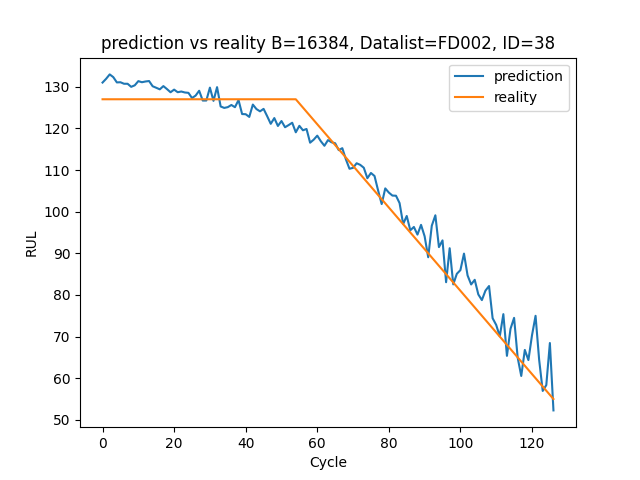 prediction vs reality B=16384, Datalist=FD002, ID=38
prediction
reality
RUL
130
120
110
100
90
80
70
60
50
0 20 40 60 80 100 120
Cycle